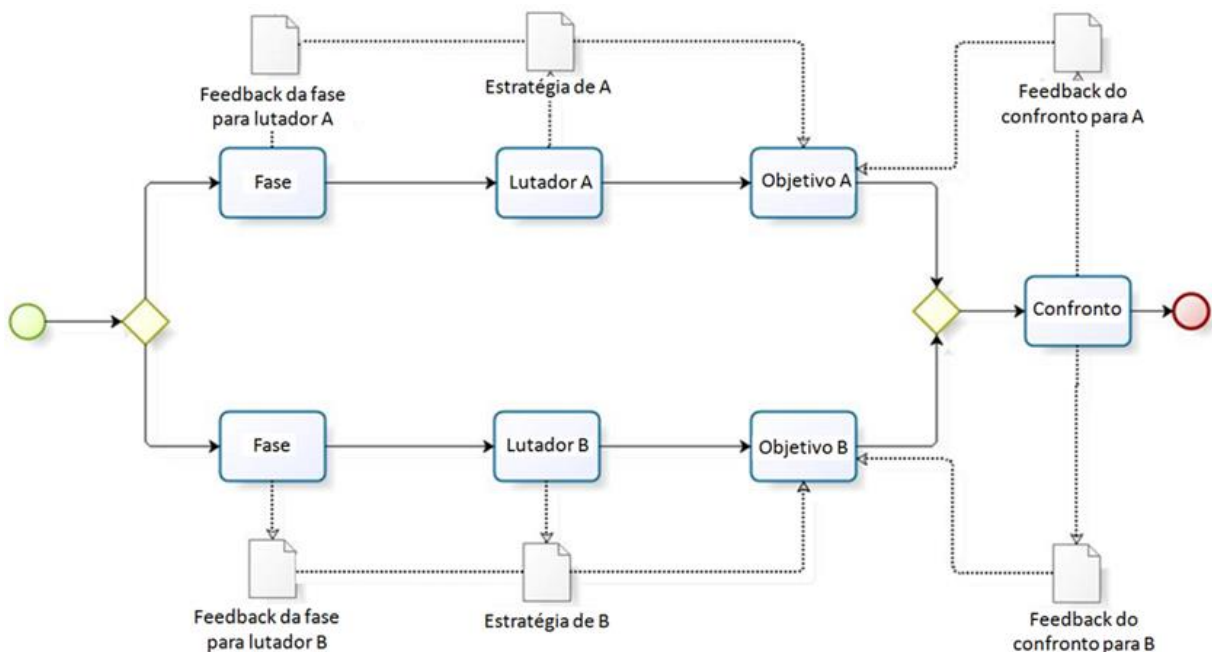 Feedback da fase
para lutador A
Estratégia de A
Feedback do
confronto para A
Fase
Lutador A
Objetivo A
Confronto
Fase
Lutador B
Objetivo B
Feedback da fase
para lutador B
Estratégia de B
Feedback do
confronto para B